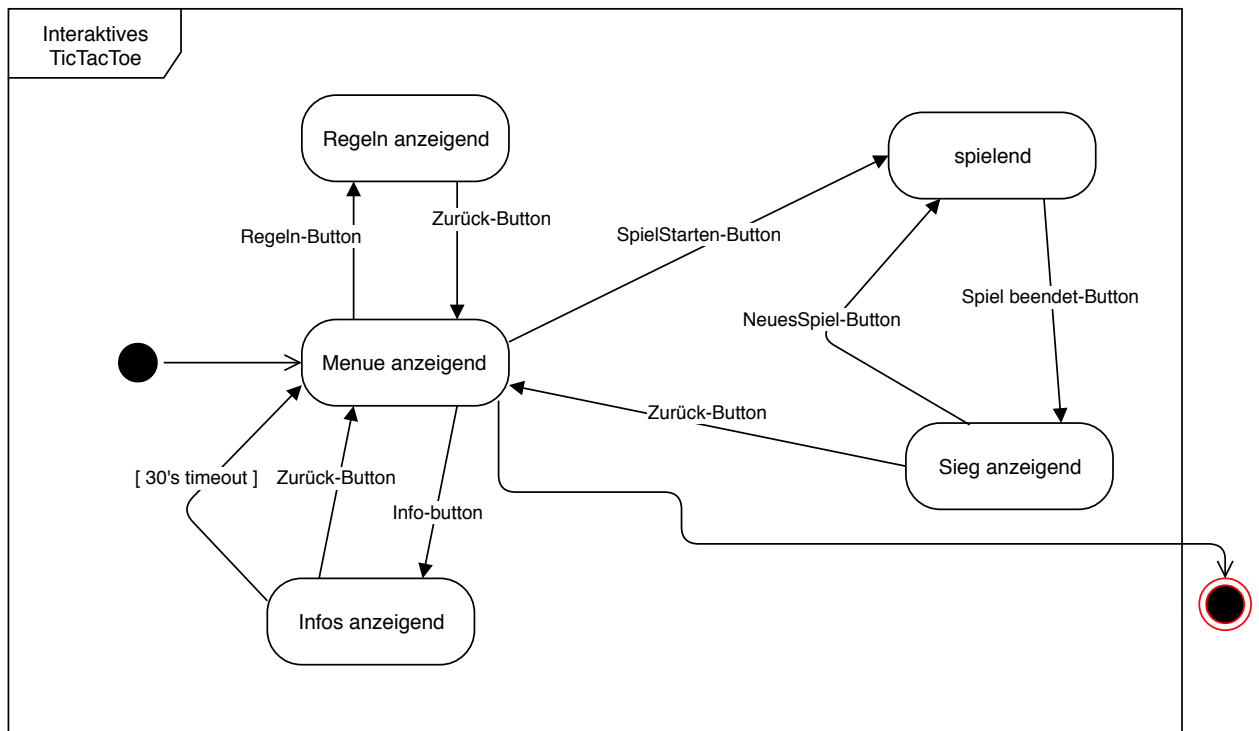 Interaktives
TicTacToe
Regeln anzeigend
spielend
Zurück-Button
Regeln-Button
SpielStarten-Button
Spiel beendet-Button
NeuesSpiel-Button
Menue anzeigend
Zurück-Button
Sieg anzeigend
[ 30's timeout ]
Zurück-Button
Info-button
Infos anzeigend